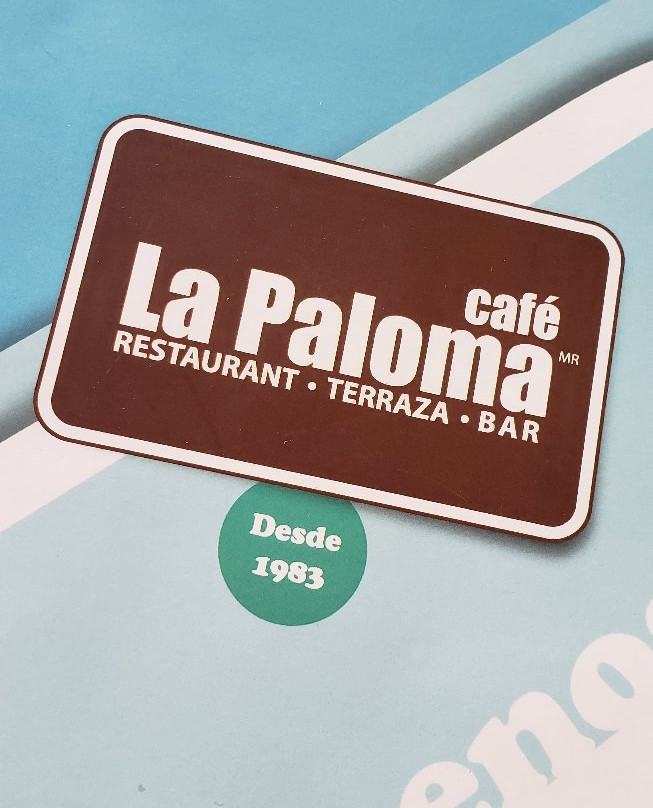 café
La Paloma MR
RESTAURANT • TERRAZA • BAR
Desde
1983